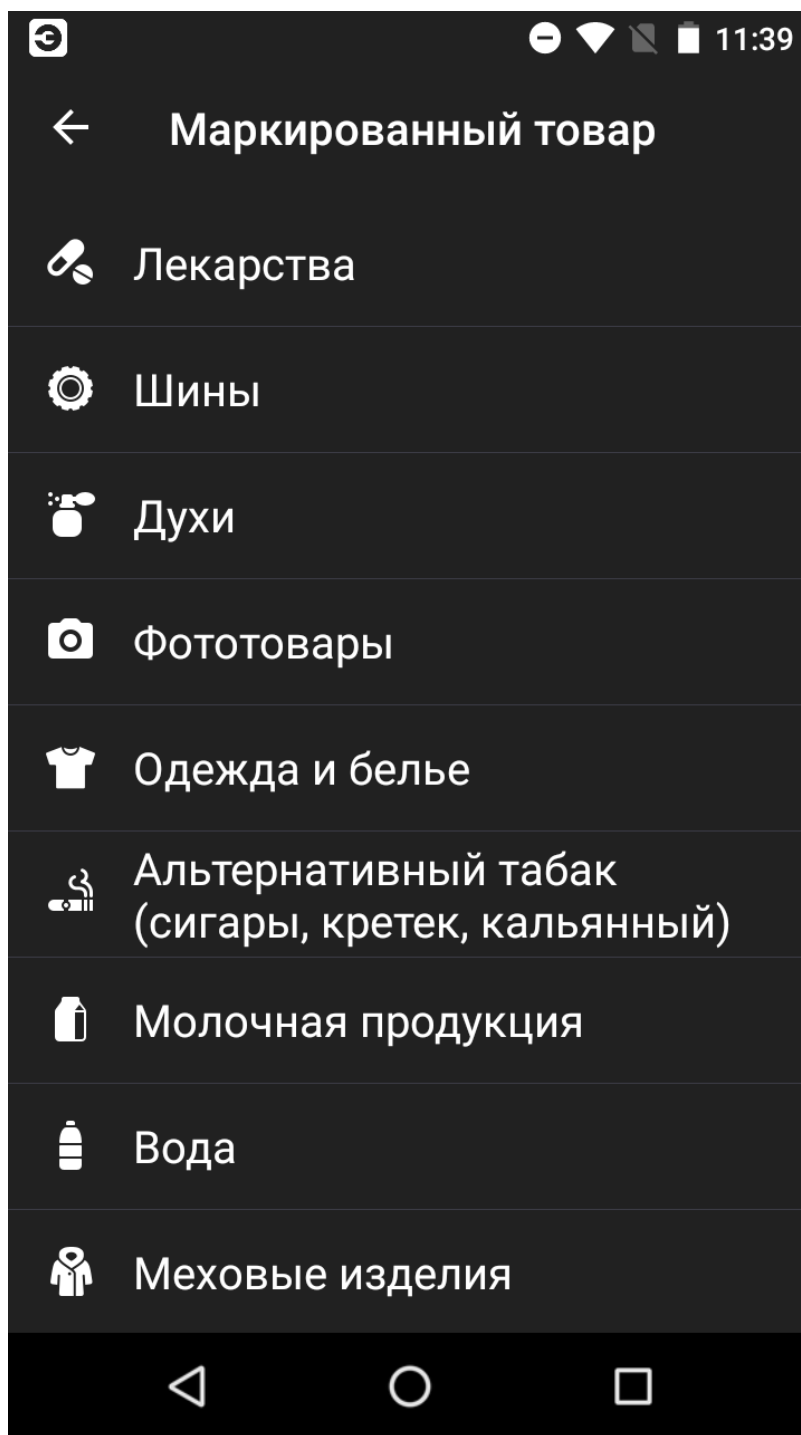 11:39
Маркированный товар
Лекарства
Шины
Духи
Фототовары
Одежда и белье
Альтернативный табак
(сигары, кретек, кальянный)
Молочная продукция
Вода
Меховые изделия